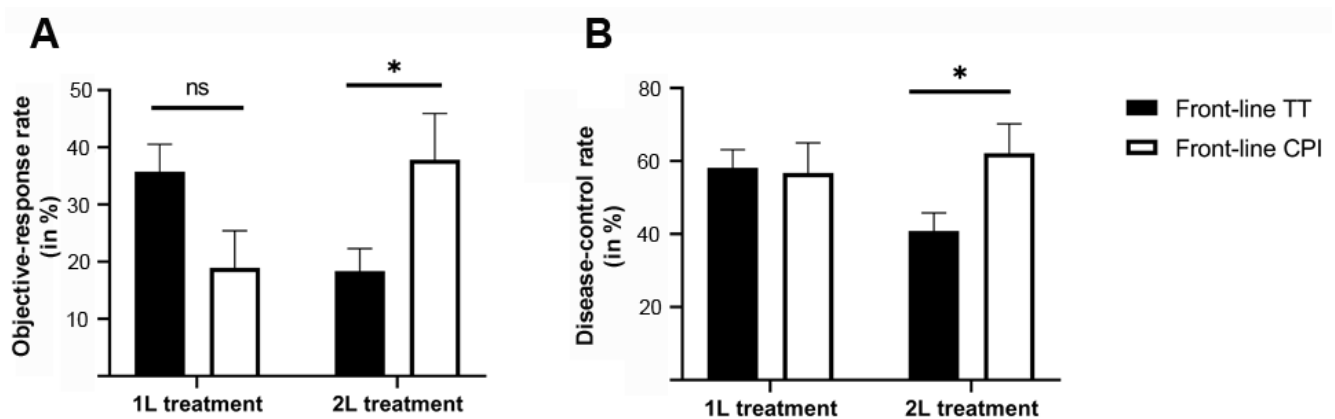 A
Objective-response rate
(in %)
50
40
30
20
10
ns
*
1L treatment
2L treatment
B
Disease-control rate
(in %)
80
60
40
20
*
1L treatment
2L treatment
Front-line TT
Front-line CPI